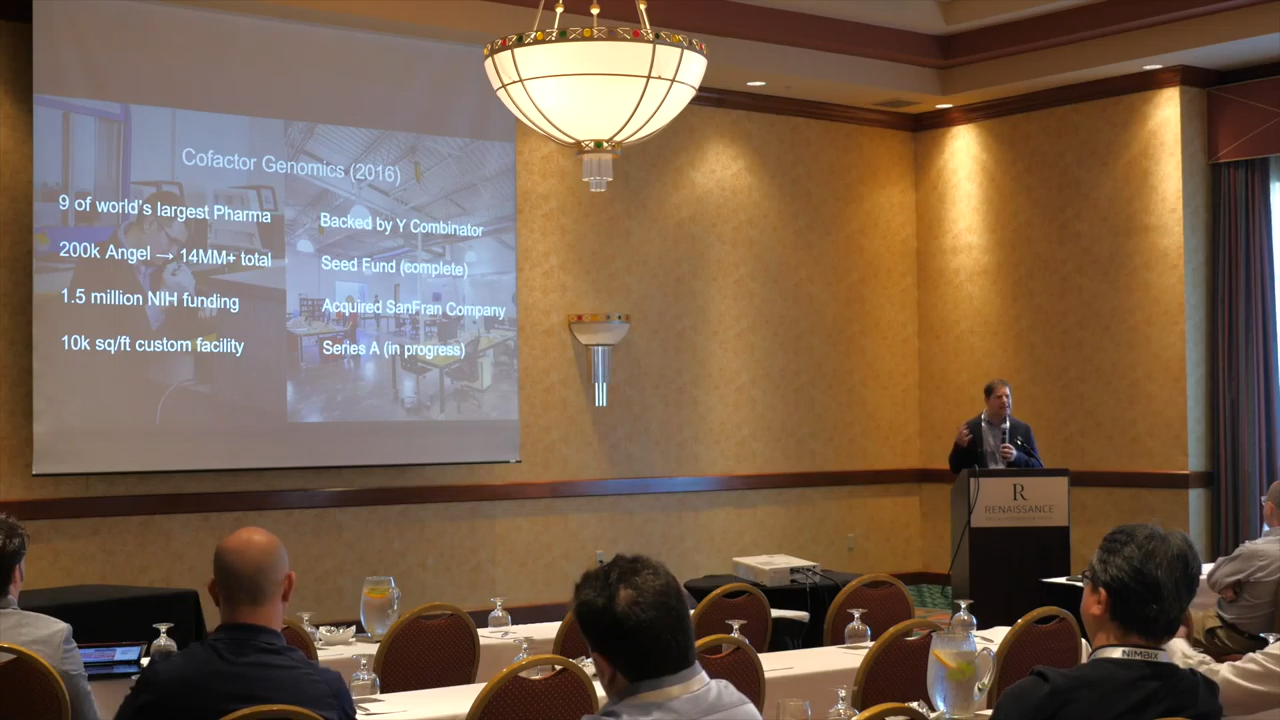 Cofactor Genomics (2016)
9 of world's largest Pharma
200k Angel → 14MM+ total
1.5 million NIH funding
10k sq/ft custom facility
Backed by Y Combinator
Seed Fund (complete)
Acquired SanFran Company
Series A (in progress)
R
RENAISSANCE
NIMBIX